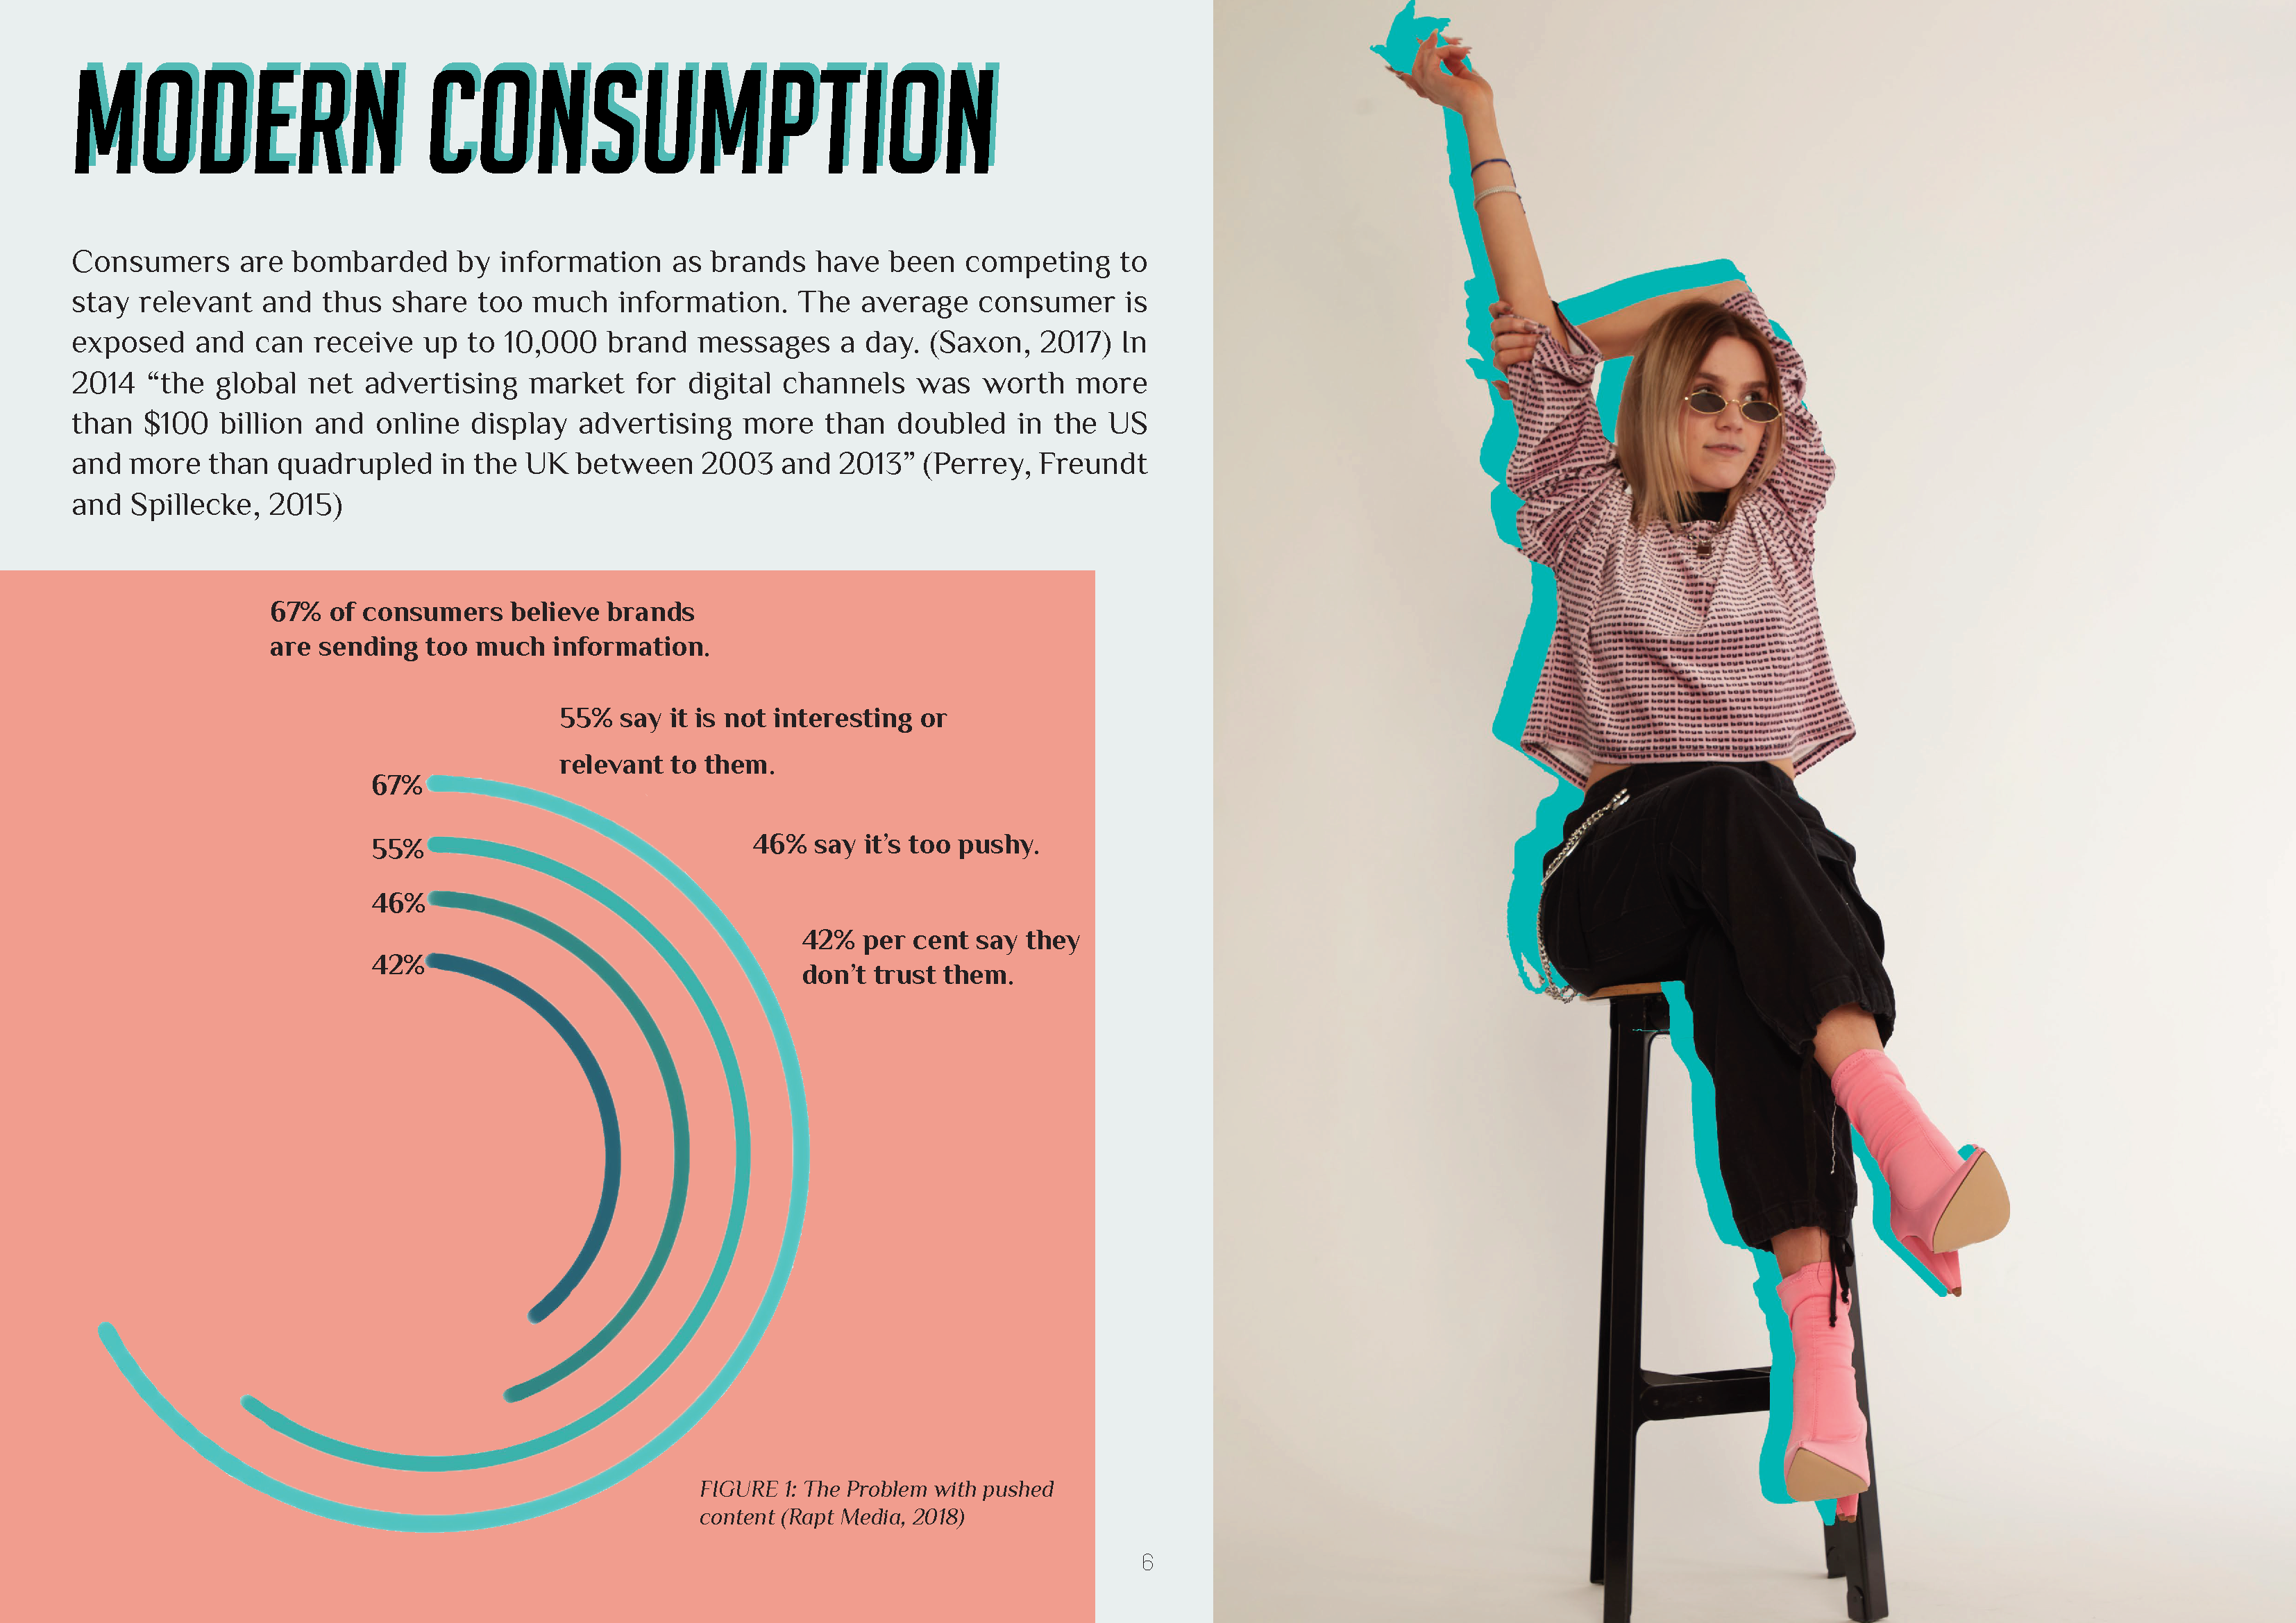 MODERN CONSUMPTION
Consumers are bombarded by information as brands have been competing to
stay relevant and thus share too much information. The average consumer is
exposed and can receive up to 10,000 brand messages a day. (Saxon, 2017) In
2014 “the global net advertising market for digital channels was worth more
than $100 billion and online display advertising more than doubled in the US
and more than quadrupled in the UK between 2003 and 2013” (Perrey, Freundt
and Spillecke, 2015)
67% of consumers believe brands
are sending too much information.
55% say it is not interesting or
relevant to them.
67%
55%
46% say it’s too pushy.
46%
42% per cent say they
don’t trust them.
42%
FIGURE 1: The Problem with pushed
content (Rapt Media, 2018)
6